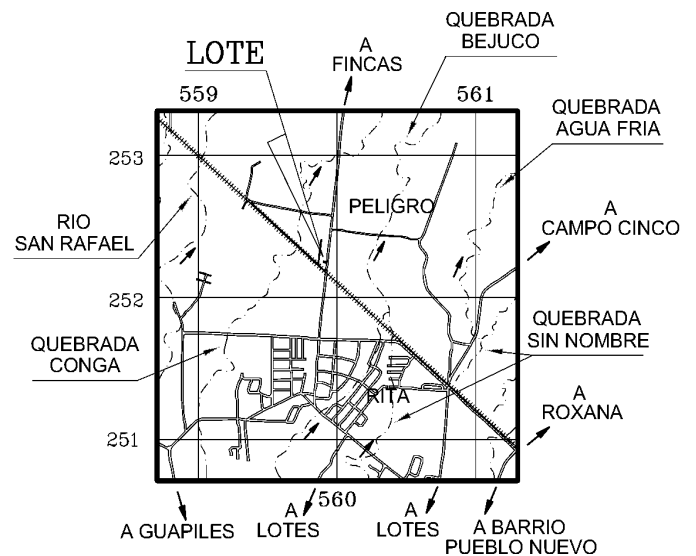 QUEBRADA
BEJUCO
A
FINCAS
LOTE
559
561
QUEBRADA
AGUA FRIA
253
PELIGRO
RIO
SAN RAFAEL
A
CAMPO CINCO
252
QUEBRADA
CONGA
QUEBRADA
SIN NOMBRE
RITA
A
ROXANA
251
560
A GUAPILES
A
LOTES
A
LOTES
A BARRIO
PUEBLO NUEVO